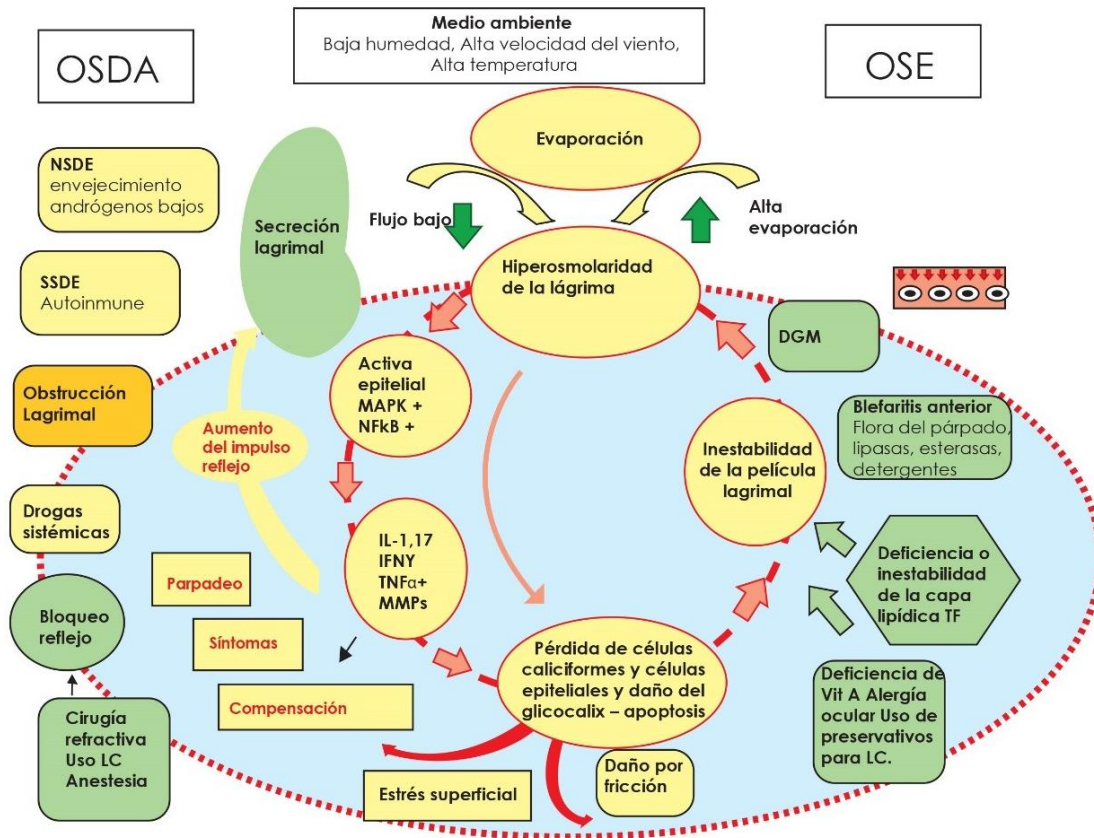 OSDA
Medio ambiente
Baja humedad, Alta velocidad del viento,
Alta temperatura
OSE
Evaporación
NSDE
envejecimiento
andrógenos bajos
Secreción
lagrimal
Flujo bajo
Alta
evaporación
SSDE
Autoinmune
Hiperosmolaridad
de la lágrima
DGM
Activa
epitelial
MAPK +
NFkB +
Obstrucción
Lagrimal
Aumento
del impulso
reflejo
Inestabilidad
de la película
lagrimal
Blefaritis anterior
Flora del párpado,
lipasas, esterasas,
detergentes
Drogas
sistémicas
IL-1,17
IFNY
TNFα+
MMPs
Deficiencia o
inestabilidad
de la capa
lipídica TF
Parpadeo
Bloqueo
reflejo
Síntomas
Pérdida de células
caliciformes y células
epiteliales y daño del
glicocalix – apoptosis
Compensación
Cirugía
refractiva
Uso LC
Anestesia
Deficiencia de
Vit A Alergía
ocular Uso de
preservativos
para LC.
Estrés superficial
Daño por
fricción